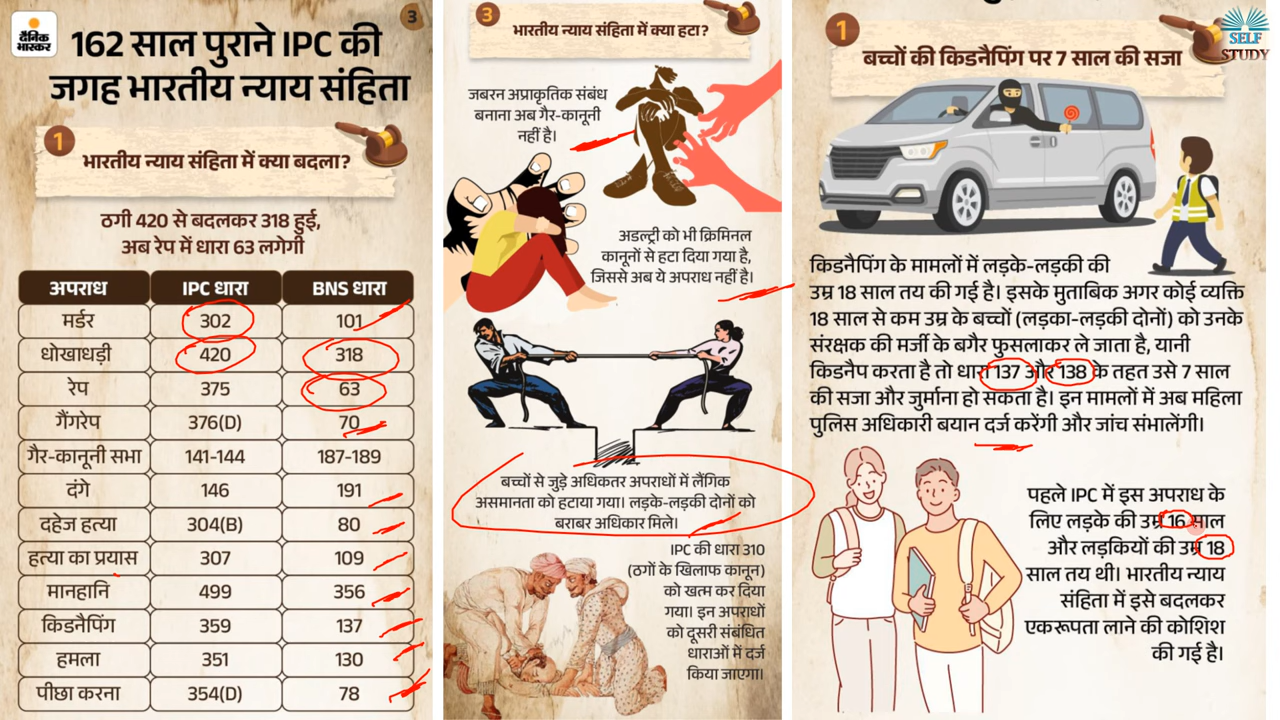 दैनिक
भास्कर
3
162 साल पुराने IPC की
जगह भारतीय न्याय संहिता
1
भारतीय न्याय संहिता में क्या बदला?
ठगी 420 से बदलकर 318 हुई,
अब रेप में धारा 63 लगेगी
अपराध IPC धारा BNS धारा
मर्डर 302 101
धोखाधड़ी 420 318
रेप 375 63
गैंगरेप 376(D) 70
गैर-कानूनी सभा 141-144 187-189
दंगे 146 191
दहेज हत्या 304(B) 80
हत्या का प्रयास 307 109
मानहानि 499 356
किडनैपिंग 359 137
हमला 351 130
पीछा करना 354(D) 78
3
भारतीय न्याय संहिता में क्या हटा?
जबरन अप्राकृतिक संबंध
बनाना अब गैर-कानूनी
नहीं है।
अडल्ट्री को भी क्रिमिनल
कानूनों से हटा दिया गया है,
जिससे अब ये अपराध नहीं है।
बच्चों से जुड़े अधिकतर अपराधों में लैंगिक
असमानता को हटाया गया। लड़के-लड़की दोनों को
बराबर अधिकार मिले।
IPC की धारा 310
(ठगों के खिलाफ कानून)
को खत्म कर दिया
गया। इन अपराधों
को दूसरी संबंधित
धाराओं में दर्ज
किया जाएगा।
1
SELF
STUDY
बच्चों की किडनैपिंग पर 7 साल की सजा
किडनैपिंग के मामलों में लड़के-लड़की की
उम्र 18 साल तय की गई है। इसके मुताबिक अगर कोई व्यक्ति
18 साल से कम उम्र के बच्चों (लड़का-लड़की दोनों) को उनके
संरक्षक की मर्जी के बगैर फुसलाकर ले जाता है, यानी
किडनैप करता है तो धारा 137 और 138 के तहत उसे 7 साल
की सजा और जुर्माना हो सकता है। इन मामलों में अब महिला
पुलिस अधिकारी बयान दर्ज करेंगी और जांच संभालेंगी।
पहले IPC में इस अपराध के
लिए लड़के की उम्र 16 साल
और लड़कियों की उम्र 18
साल तय थी। भारतीय न्याय
संहिता में इसे बदलकर
एकरूपता लाने की कोशिश
की गई है।